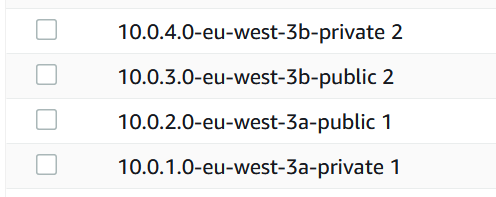 10.0.4.0-eu-west-3b-private 2
10.0.3.0-eu-west-3b-public 2
10.0.2.0-eu-west-3a-public 1
10.0.1.0-eu-west-3a-private 1